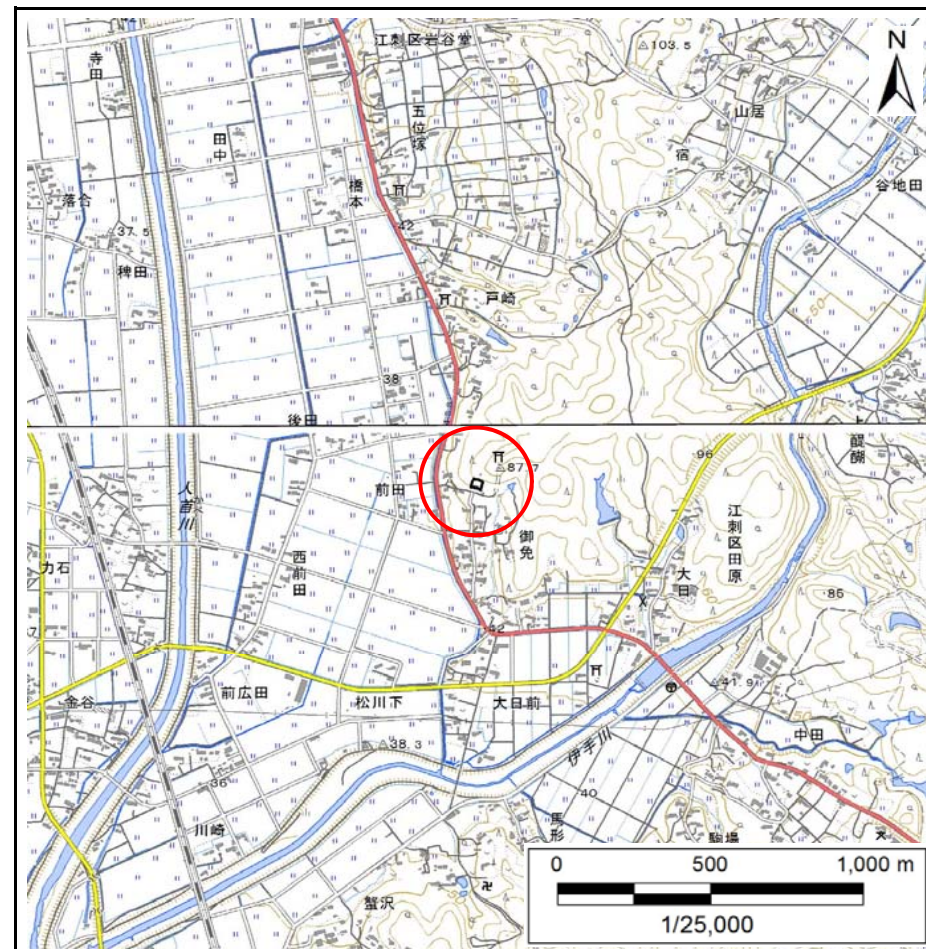 江刺区岩谷堂
103.5
N
寺田
五位塚
山居
田中
宿
橋本
谷地田
落合
42
37.5
稗田
50
戸崎
38
後田
96
醍醐
87.7
前田
人首川
御免
江刺区田原
西前田
大日
力石
85
42
前広田
41.9
金谷
松川下
大日前
中田
伊手川
38.3
36
40
川崎
馬形
駒場
蟹沢
0 500 1,000 m
1/25,000